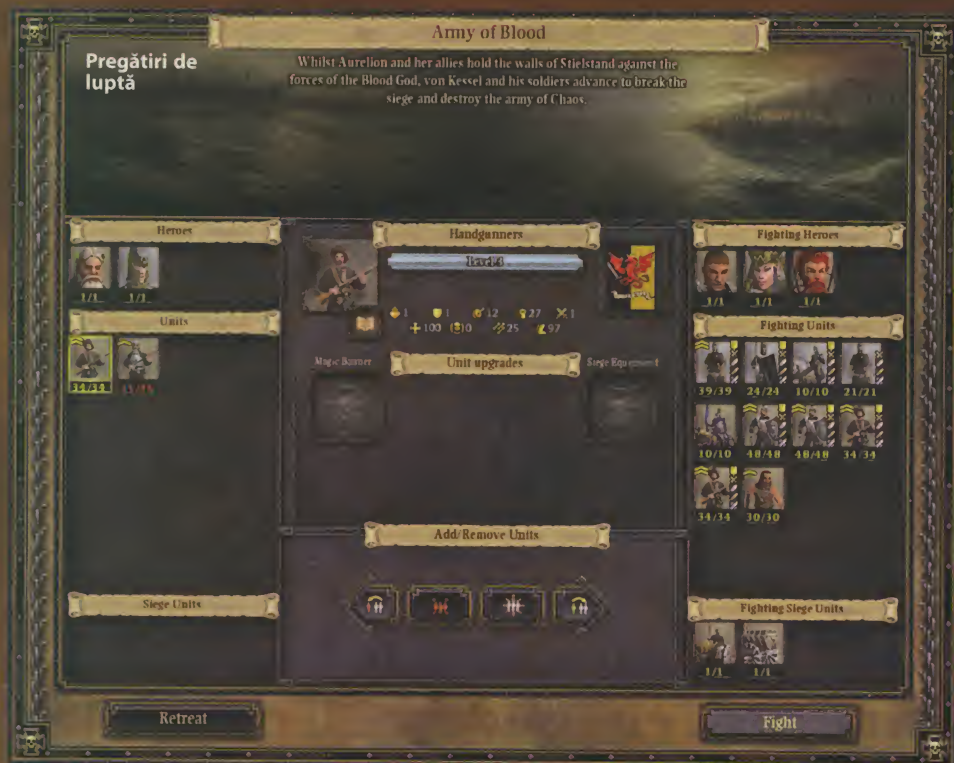 Army of Blood
Pregătiri de
luptă
Whilst Aurelion and her allies hold the walls of Stielstand against the
forces of the Blood God, von Kessel and his soldiers advance to break the
siege and destroy the army of Chaos.
Heroes
1/1 1/1
Units
34/34
Siege Units
Handgunners
Level 4
1 1 12 27 1
100 10 25 97
Magic Banner
Unit upgrades
Siege Equipment
Add/Remove Units
Fighting Heroes
1/1 1/1 1/1
Fighting Units
39/39 24/24 10/10 21/21
10/10 48/48 48/48 34/34
34/34 30/30
Fighting Siege Units
1/1 1/1
Retreat
Fight